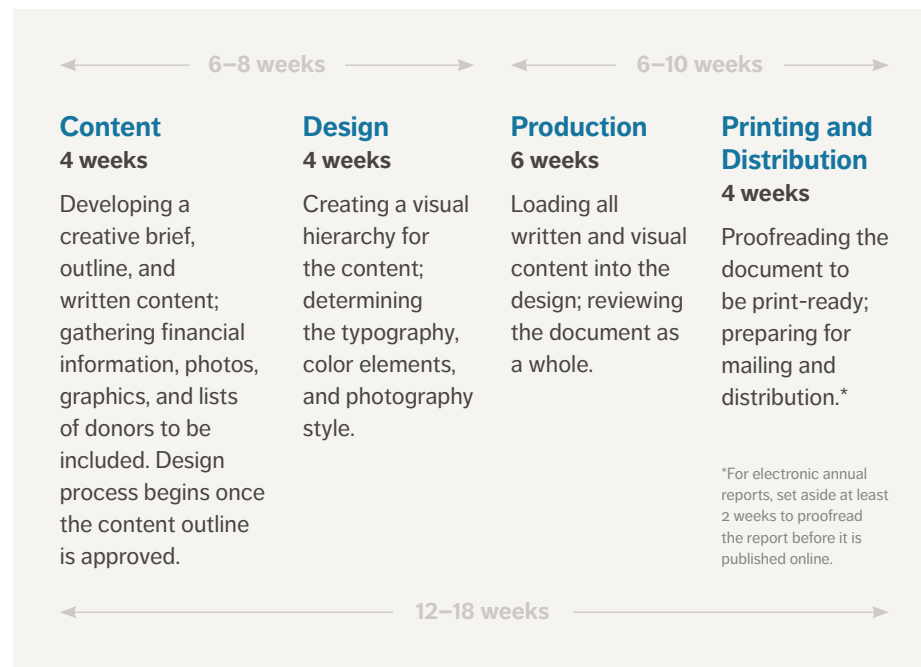 6–8 weeks
6–10 weeks
Content
4 weeks
Developing a
creative brief,
outline, and
written content;
gathering financial
information, photos,
graphics, and lists
of donors to be
included. Design
process begins once
the content outline
is approved.
Design
4 weeks
Creating a visual
hierarchy for
the content;
determining
the typography,
color elements,
and photography
style.
Production
6 weeks
Loading all
written and visual
content into the
design; reviewing
the document as
a whole.
Printing and
Distribution
4 weeks
Proofreading the
document to
be print-ready;
preparing for
mailing and
distribution.*
*For electronic annual
reports, set aside at least
2 weeks to proofread
the report before it is
published online.
12–18 weeks